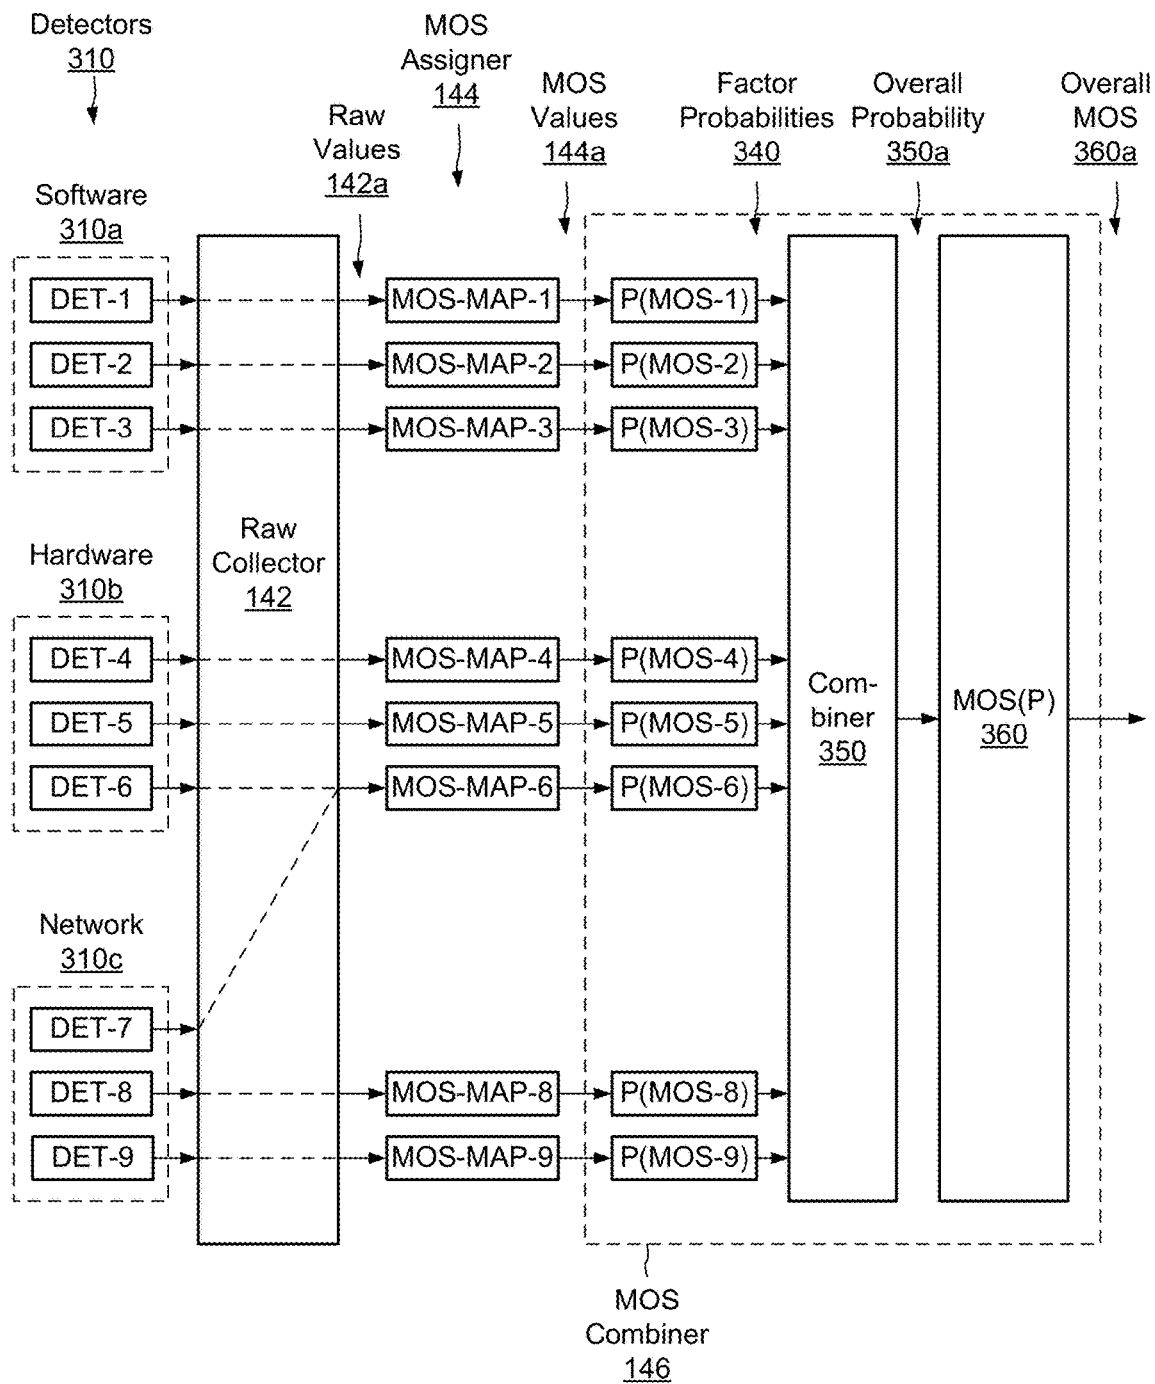 Detectors
310
MOS
Assigner
144
Raw
Values
142a
MOS
Values
144a
Factor
Probabilities
340
Overall
Probability
350a
Overall
MOS
360a
Software
310a
DET-1
DET-2
DET-3
Hardware
310b
DET-4
DET-5
DET-6
Network
310c
DET-7
DET-8
DET-9
Raw
Collector
142
MOS-MAP-1
MOS-MAP-2
MOS-MAP-3
MOS-MAP-4
MOS-MAP-5
MOS-MAP-6
MOS-MAP-8
MOS-MAP-9
P(MOS-1)
P(MOS-2)
P(MOS-3)
P(MOS-4)
P(MOS-5)
P(MOS-6)
P(MOS-8)
P(MOS-9)
Com-
biner
350
MOS(P)
360
MOS
Combiner
146